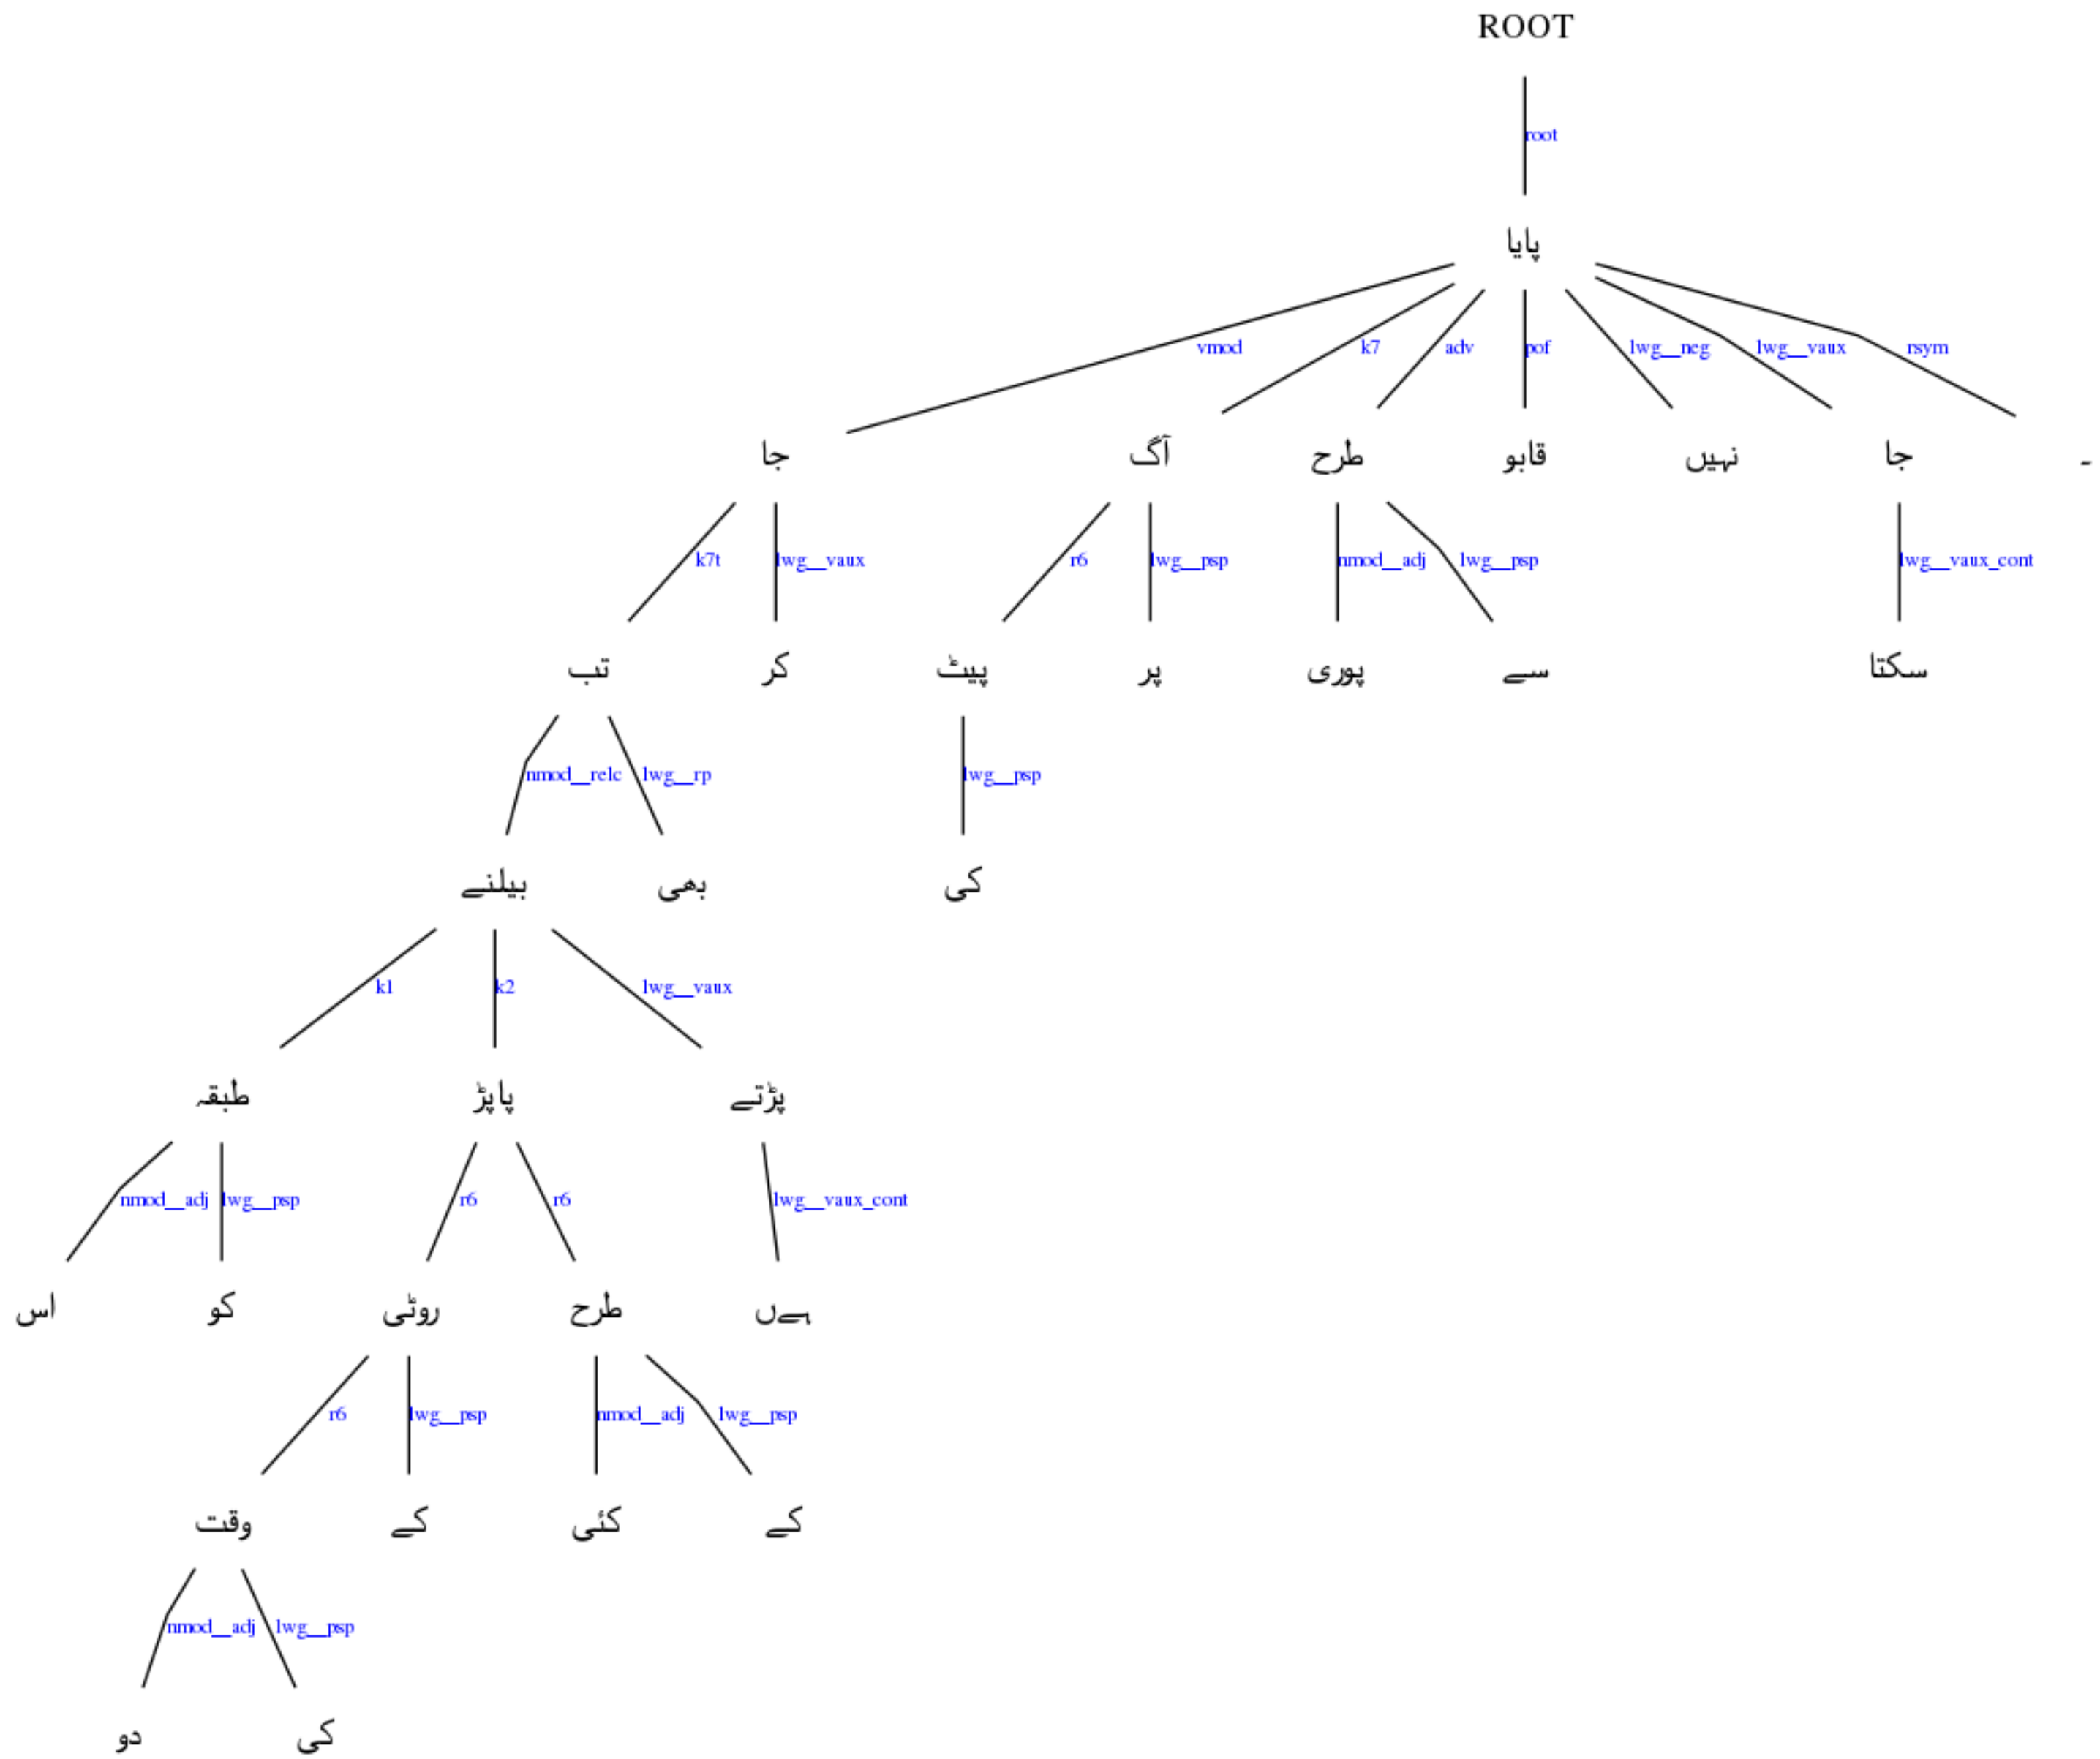 ROOT
root
پایا
vmod k7 adv pof lwg__neg lwg__vaux rsym
جا آگ طرح قابو نہیں جا ۔
k7t lwg__vaux r6 lwg__psp nmod__adj lwg__psp lwg__vaux_cont
تب کر پیٹ پر پوری سے سکتا
nmod__relc lwg__rp lwg__psp
بیلنے بھی کی
k1 k2 lwg__vaux
طبقہ پاپڑ پڑتے
nmod__adj lwg__psp r6 r6 lwg__vaux_cont
اس کو روٹی طرح ہےں
r6 lwg__psp nmod__adj lwg__psp
وقت کے کئی کے
nmod__adj lwg__psp
دو کی